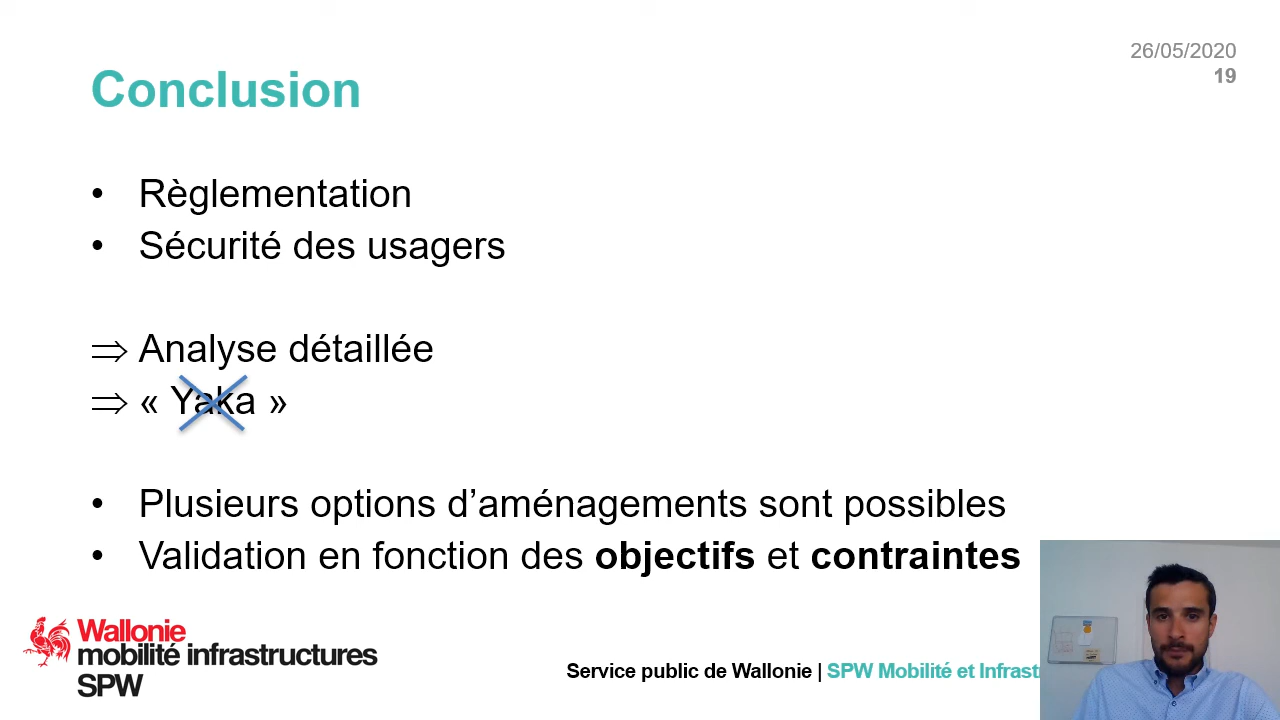 26/05/2020
19
Conclusion
• Règlementation
• Sécurité des usagers
⇒ Analyse détaillée
⇒ « Yaka »
• Plusieurs options d’aménagements sont possibles
• Validation en fonction des objectifs et contraintes
Wallonie
mobilité infrastructures
SPW
Service public de Wallonie | SPW Mobilité et